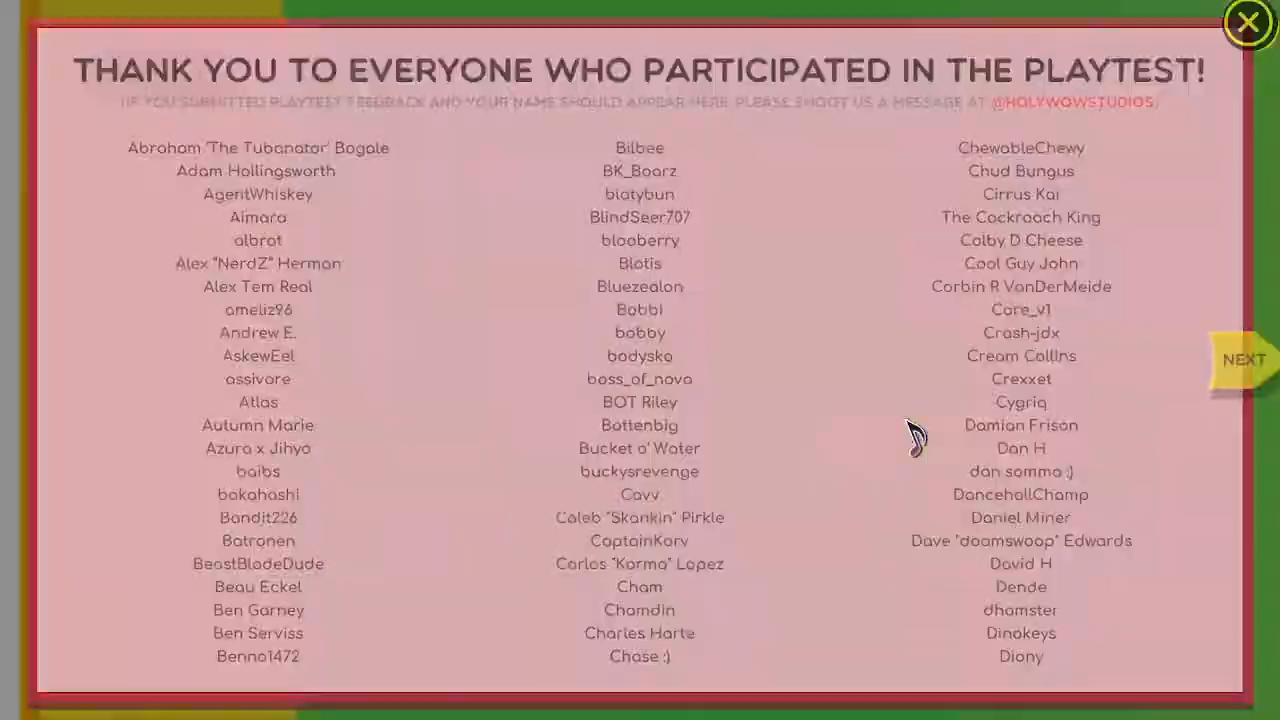 THANK YOU TO EVERYONE WHO PARTICIPATED IN THE PLAYTEST!
IF YOU SUBMITTED PLAYTEST FEEDBACK AND YOUR NAME SHOULD APPEAR HERE, PLEASE SHOOT US A MESSAGE AT @HOLYWOWSTUDIOS!
Abraham 'The Tubanator' Bogale
Adam Hollingsworth
AgentWhiskey
Aimara
albrot
Alex "NerdZ" Herman
Alex Tem Real
ameliz96
Andrew E.
AskewEel
assivore
Atlas
Autumn Marie
Azura x Jihyo
baibs
bakahashi
Bandit226
Batronen
BeastBladeDude
Beau Eckel
Ben Garney
Ben Serviss
Benno1472
Bilbee
BK_Boarz
blatybun
BlindSeer707
blooberry
Blotis
Bluezealon
Bobbl
bobby
bodyska
boss_of_nova
BOT Riley
Bottenbig
Bucket o' Water
buckysrevenge
Cavv
Caleb "Skankin" Pirkle
CaptainKorv
Carlos "Karma" Lopez
Cham
Chamdin
Charles Harte
Chase :)
ChewableChewy
Chud Bungus
Cirrus Kai
The Cockroach King
Colby D Cheese
Cool Guy John
Corbin R VanDerMeide
Core_v1
Crash-jdx
Cream Collins
Crexxet
Cygriq
Damian Frison
Dan H
dan somma :)
DancehallChamp
Daniel Miner
Dave "doomswoop" Edwards
David H
Dende
dhamster
Dinokeys
Diony
NEXT